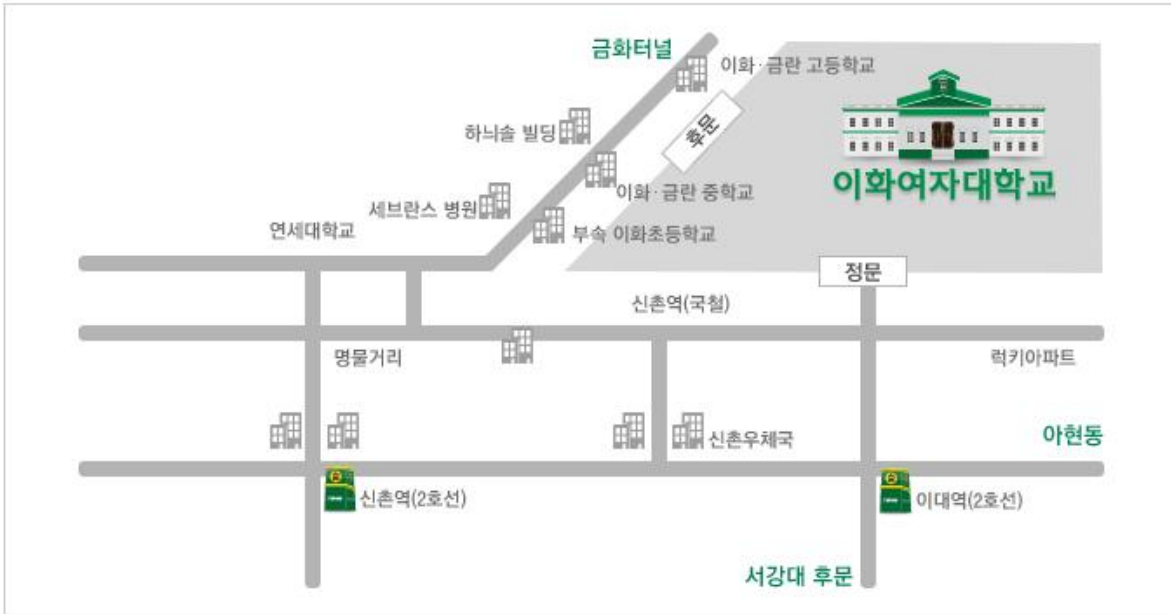 금화터널
이화·금란 고등학교
후문
하늬솔 빌딩
이화여자대학교
이화·금란 중학교
세브란스 병원
연세대학교
부속 이화초등학교
정문
신촌역(국철)
명물거리
럭키아파트
신촌우체국
아현동
신촌역(2호선)
이대역(2호선)
서강대 후문